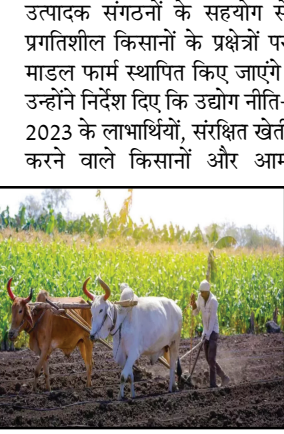 उत्पादक संगठनों के सहयोग से
प्रगतिशील किसानों के प्रक्षेत्रों पर
माडल फार्म स्थापित किए जाएंगे।
उन्होंने निर्देश दिए कि उद्योग नीति-
2023 के लाभार्थियों, संरक्षित खेती
करने वाले किसानों और आम